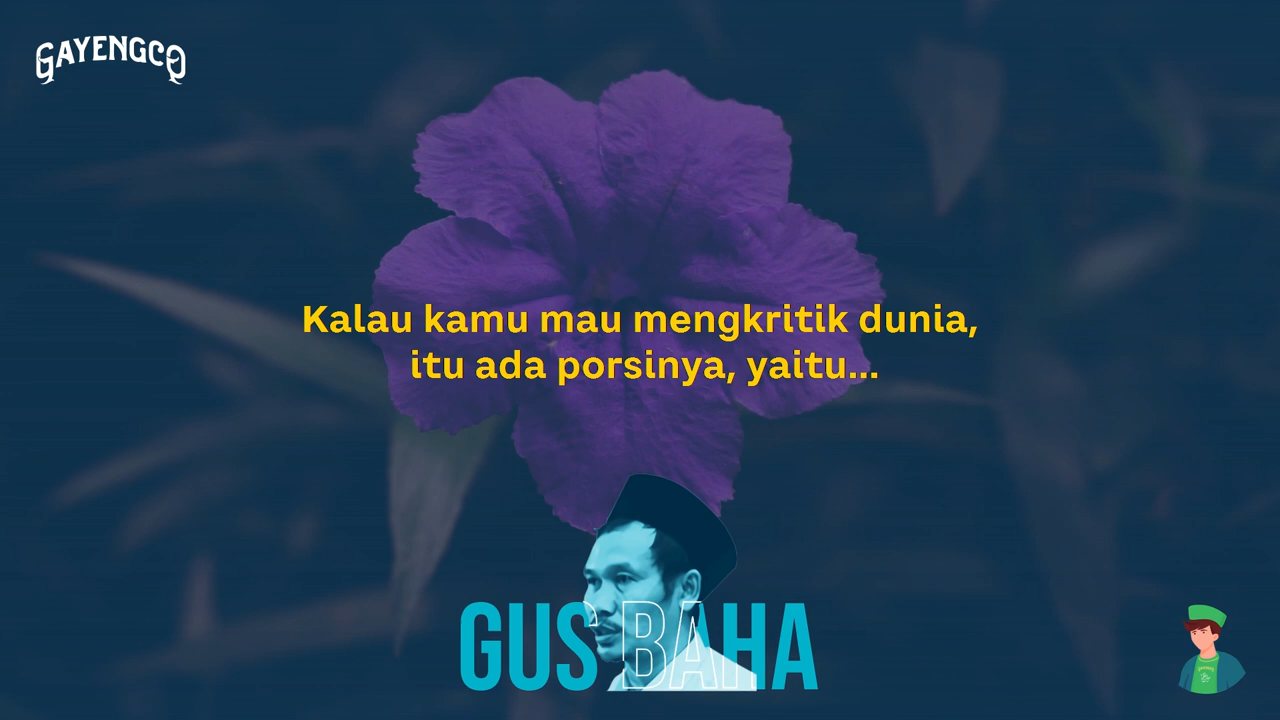 GAYENGCO
Kalau kamu mau mengkritik dunia,
itu ada porsinya, yaitu...
GUS BAHA